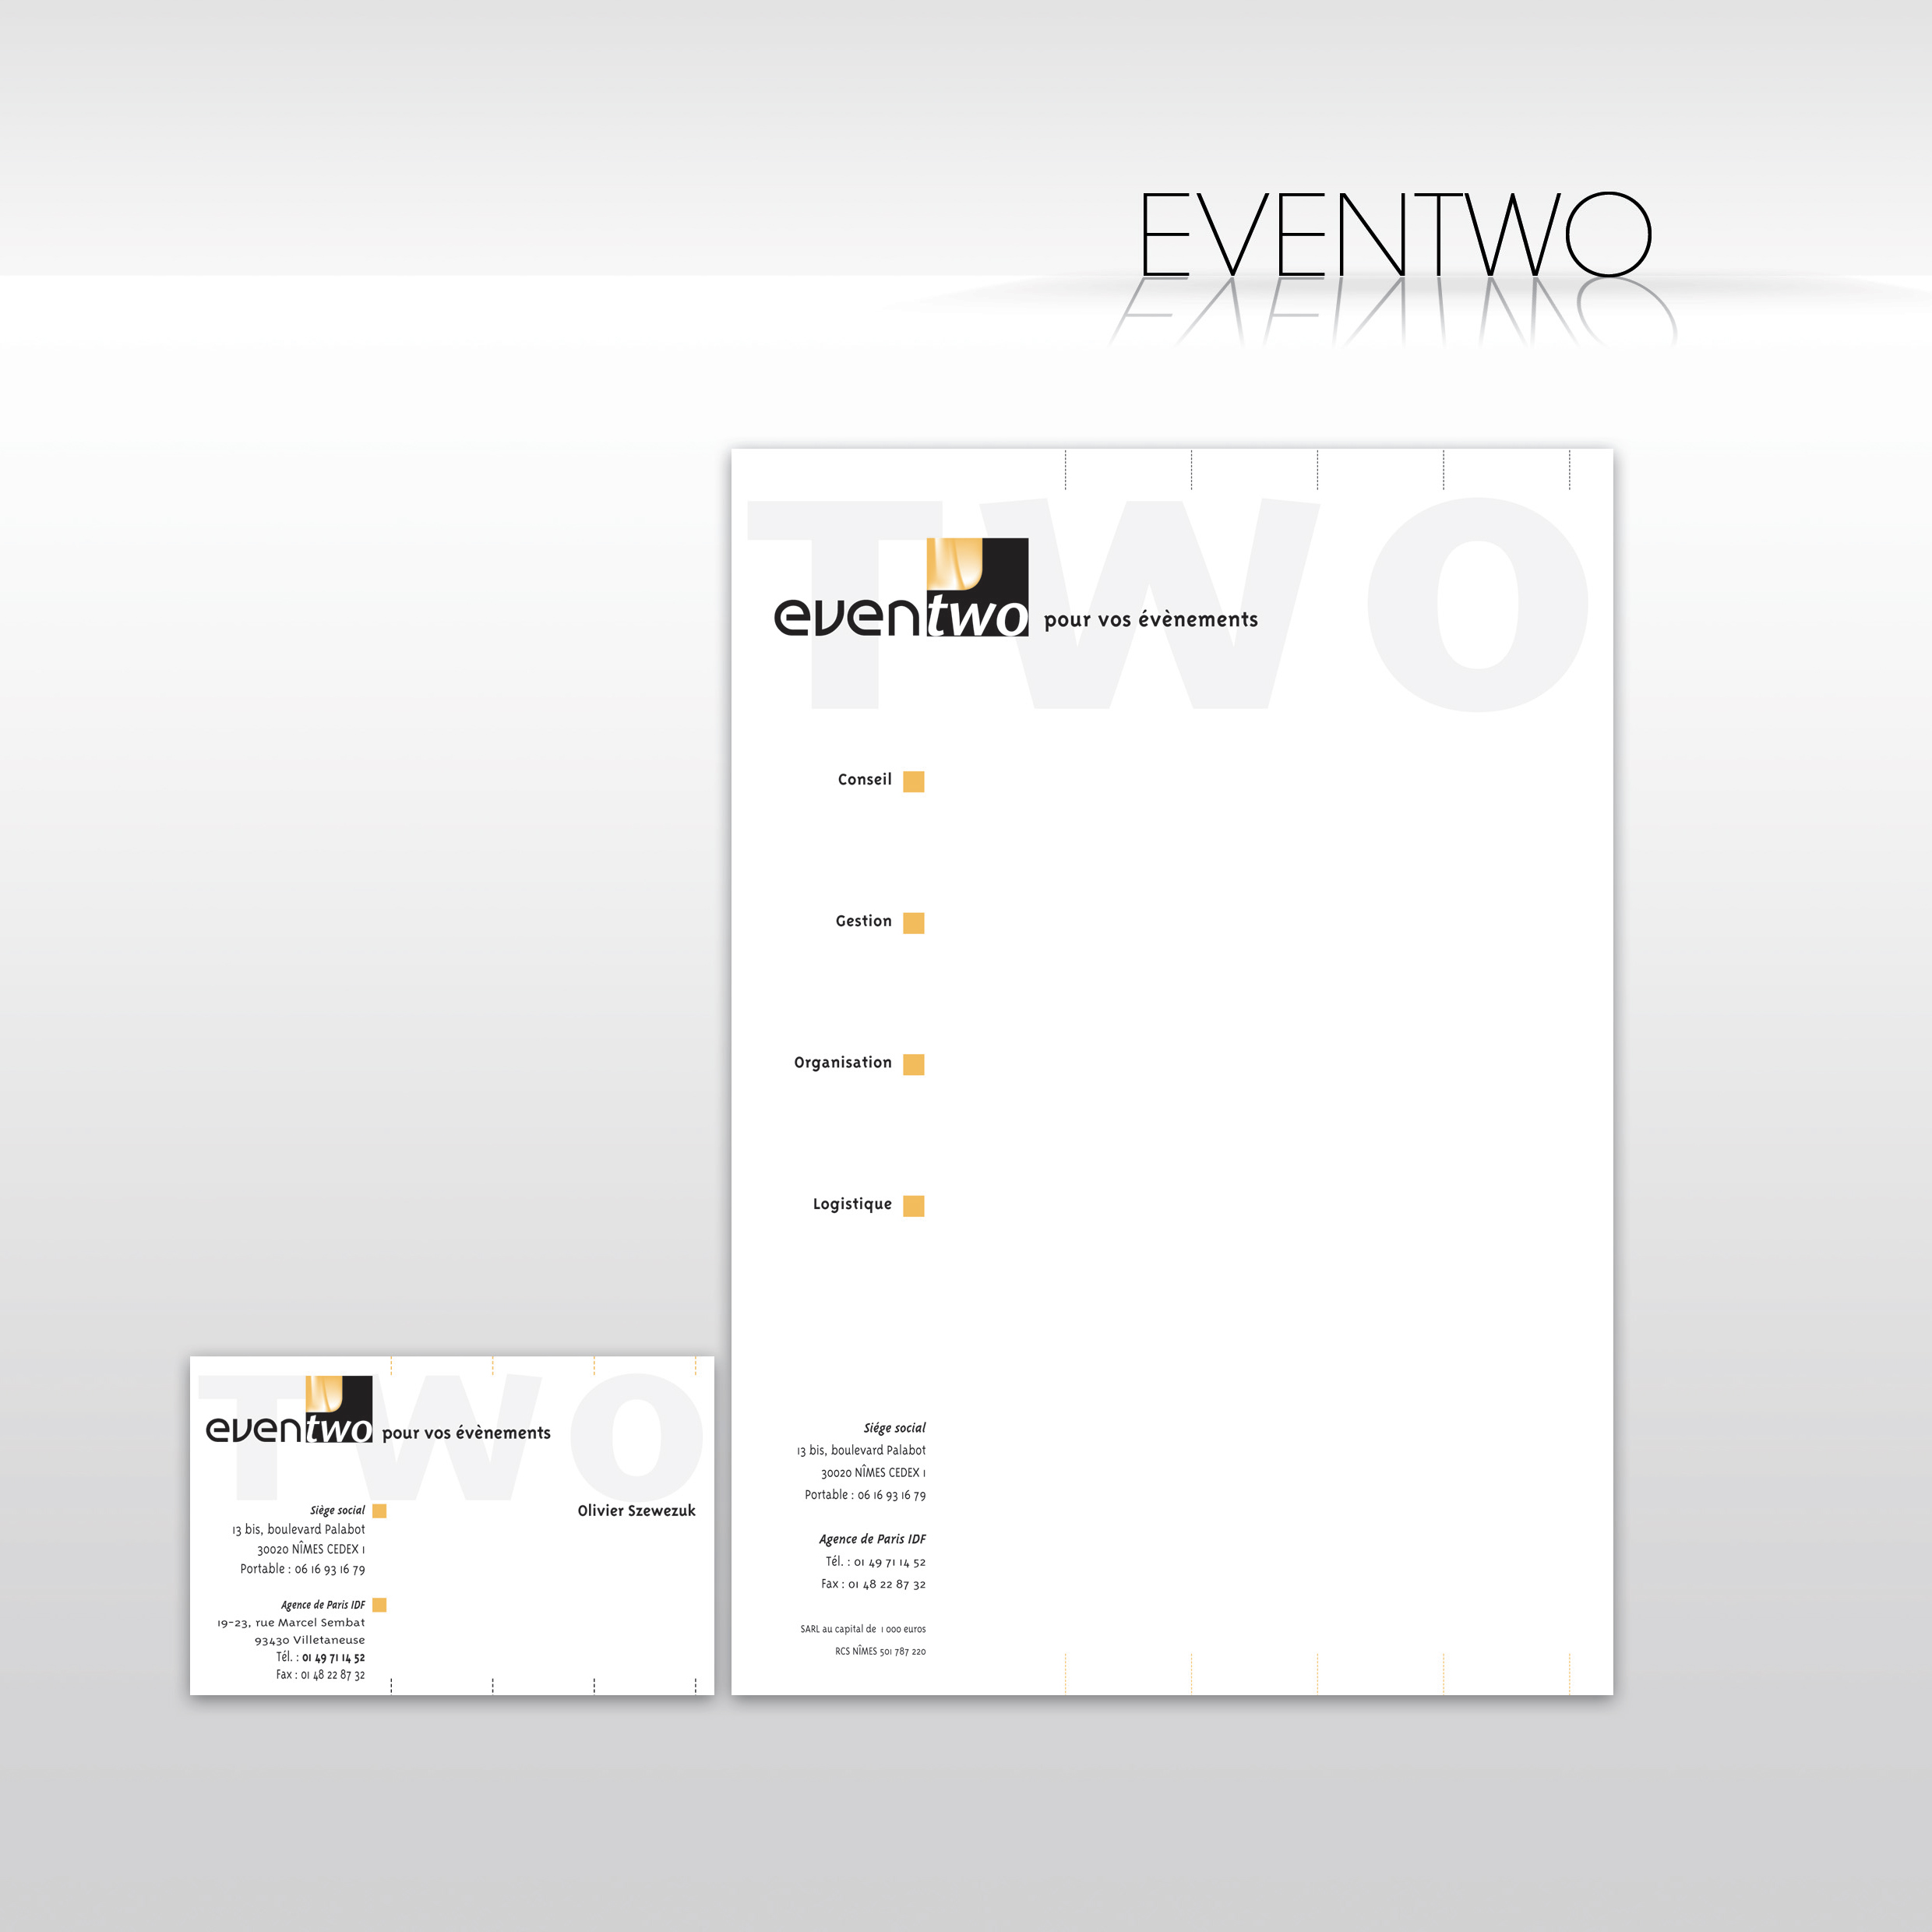 EVENTWO
TWO
eventwo pour vos évènements
Conseil
Gestion
Organisation
Logistique
Siége social
13 bis, boulevard Palabot
30020 NÎMES CEDEX 1
Portable : 06 16 93 16 79
Agence de Paris IDF
Tél. : 01 49 71 14 52
Fax : 01 48 22 87 32
SARL au capital de 1 000 euros
RCS NÎMES 501 787 220
TWO
eventwo pour vos évènements
Olivier Szewezuk
Siège social
13 bis, boulevard Palabot
30020 NÎMES CEDEX 1
Portable : 06 16 93 16 79
Agence de Paris IDF
19-23, rue Marcel Sembat
93430 Villetaneuse
Tél. : 01 49 71 14 52
Fax : 01 48 22 87 32